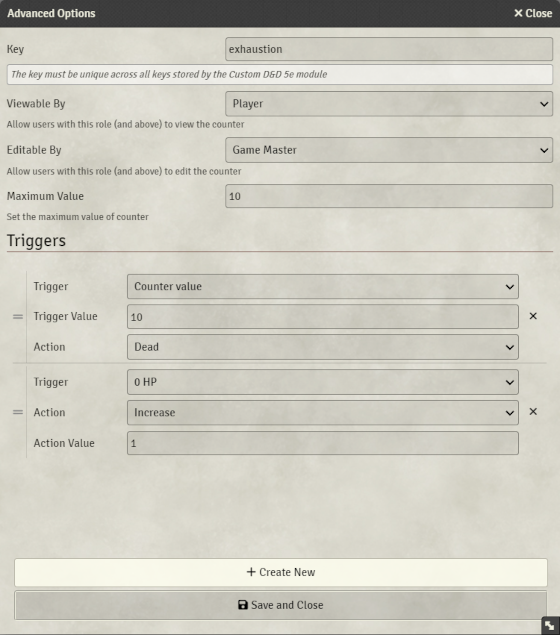 Advanced Options
Close
Key
exhaustion
The key must be unique across all keys stored by the Custom D&D 5e module
Viewable By
Player
Allow users with this role (and above) to view the counter
Editable By
Game Master
Allow users with this role (and above) to edit the counter
Maximum Value
10
Set the maximum value of counter
Triggers
Trigger
Counter value
Trigger Value
10
Action
Dead
Trigger
0 HP
Action
Increase
Action Value
1
Create New
Save and Close